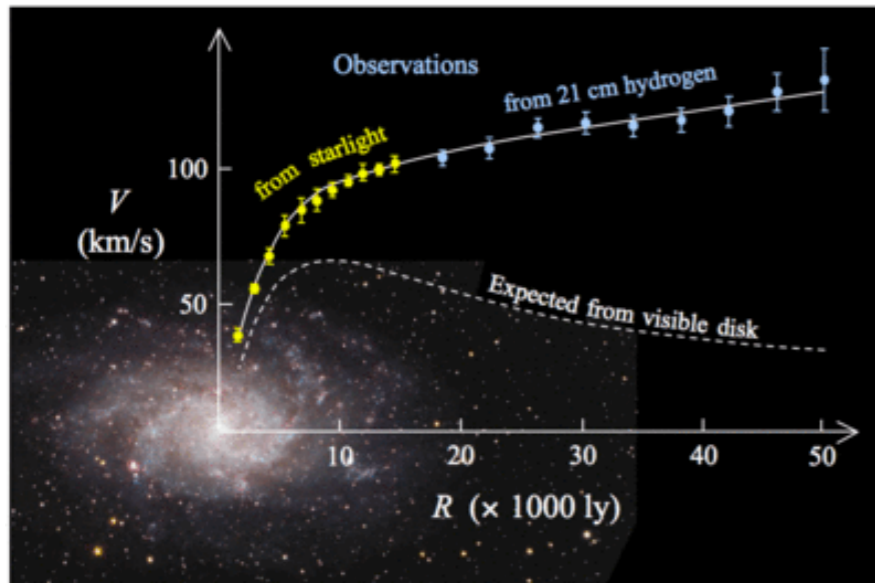 Observations
from 21 cm hydrogen
from starlight
100
V
(km/s)
50
Expected from visible disk
10 20 30 40 50
R (× 1000 ly)